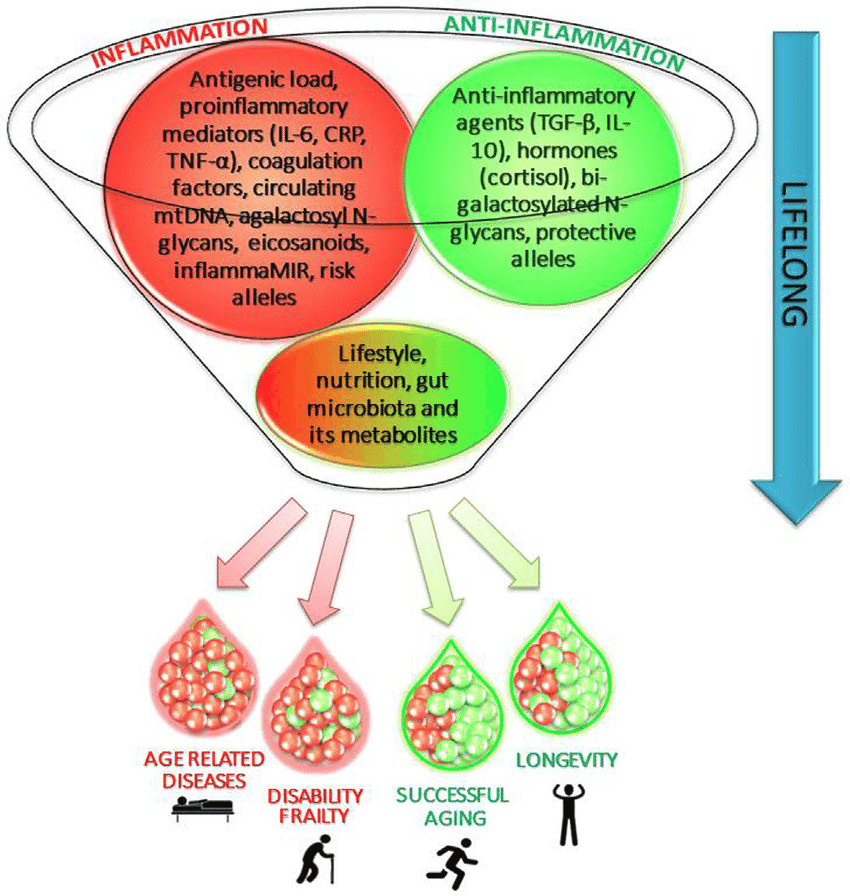 INFLAMMATION
ANTI-INFLAMMATION
Antigenic load,
proinflammatory
mediators (IL-6, CRP,
TNF-α), coagulation
factors, circulating
mtDNA, agalactosyl N-
glycans, eicosanoids,
inflammaMIR, risk
alleles
Anti-inflammatory
agents (TGF-β, IL-
10), hormones
(cortisol), bi-
galactosylated N-
glycans, protective
alleles
Lifestyle,
nutrition, gut
microbiota and
its metabolites
LIFELONG
AGE RELATED
DISEASES
DISABILITY
FRAILTY
SUCCESSFUL
AGING
LONGEVITY